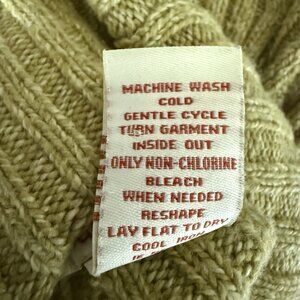 MACHINE WASH
COLD
GENTLE CYCLE
TURN GARMENT
INSIDE OUT
ONLY NON-CHLORINE
BLEACH
WHEN NEEDED
RESHAPE
LAY FLAT TO DRY
COOL IRON